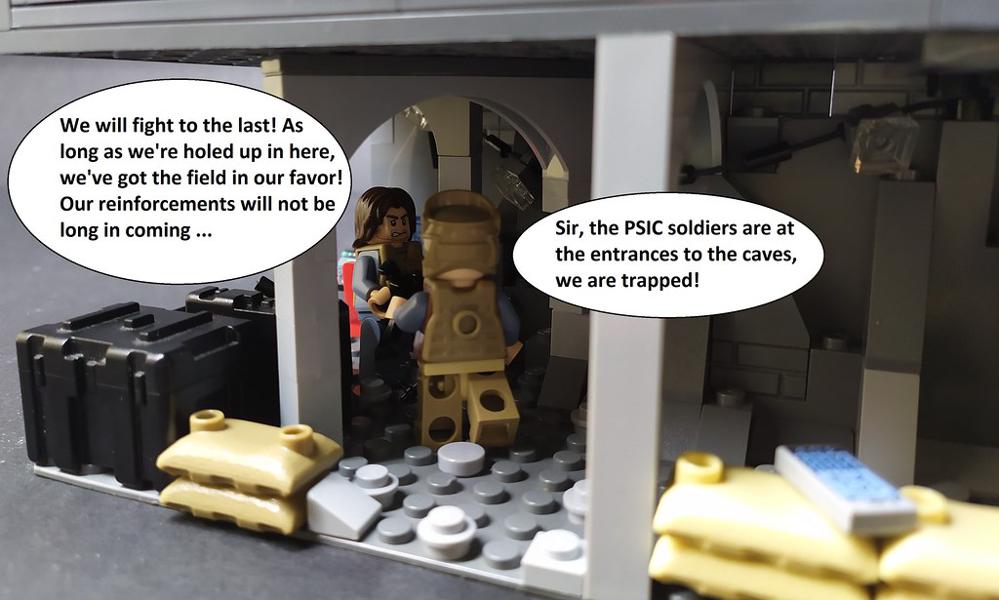 We will fight to the last! As
long as we're holed up in here,
we've got the field in our favor!
Our reinforcements will not be
long in coming ...
Sir, the PSIC soldiers are at
the entrances to the caves,
we are trapped!